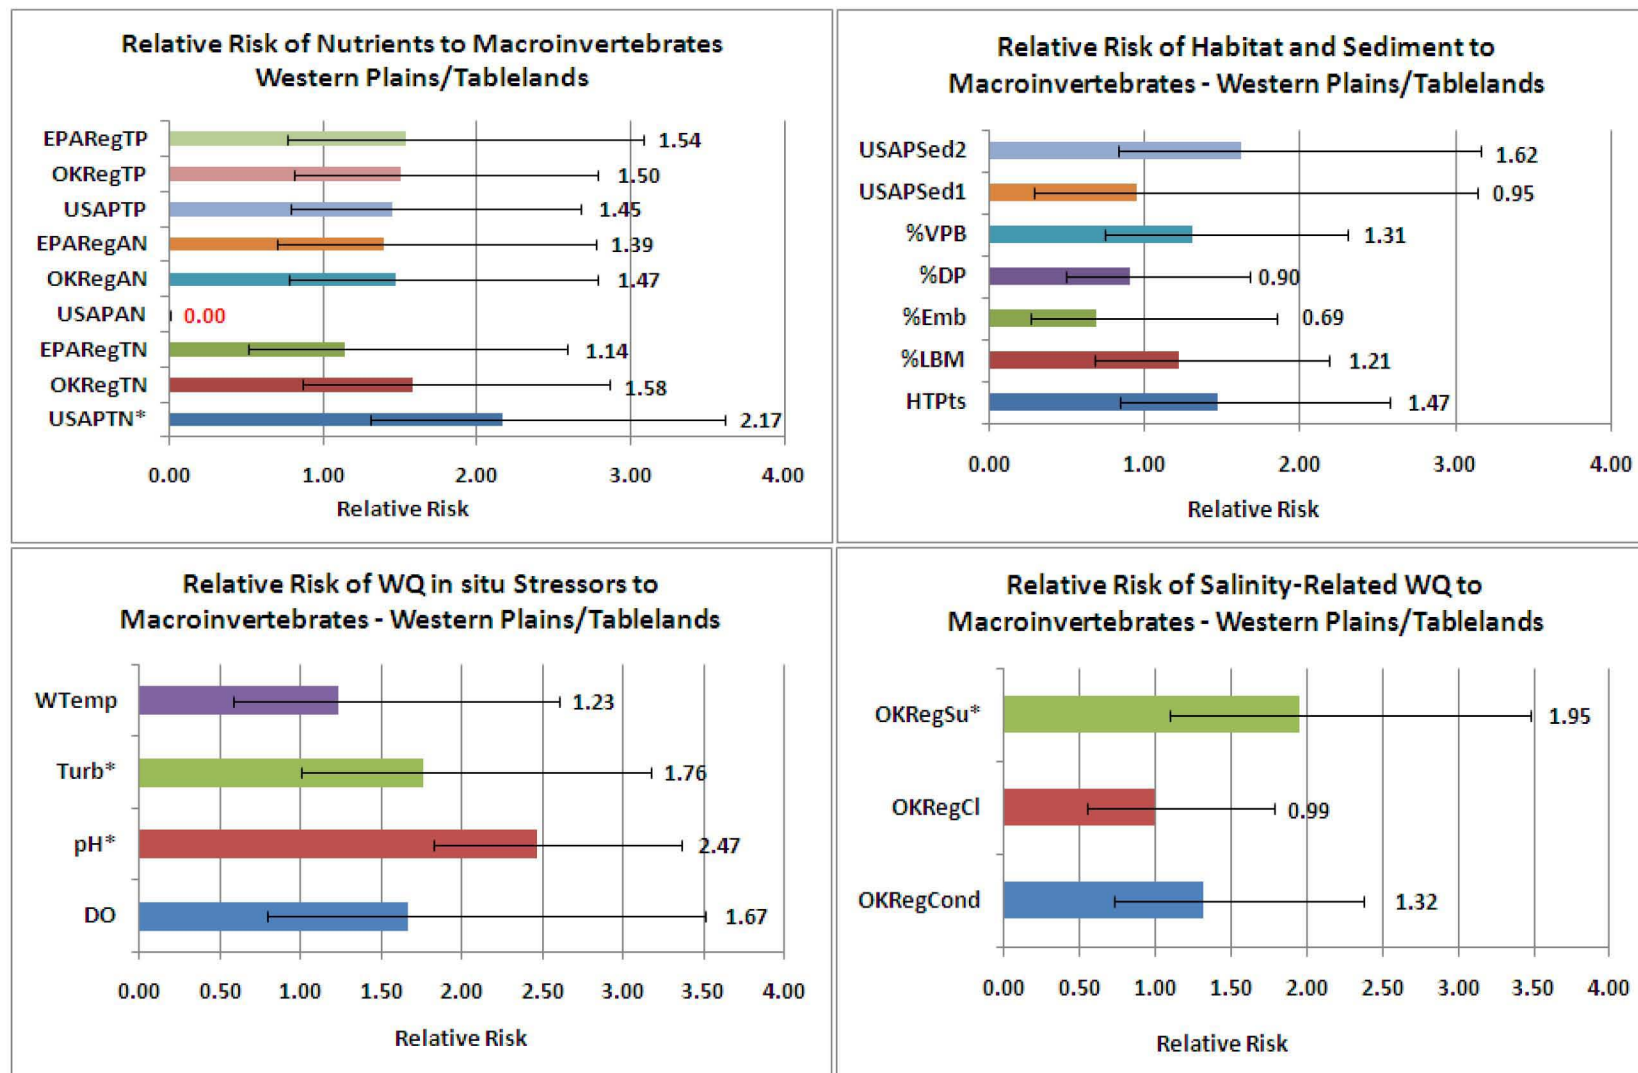 Relative Risk of Nutrients to Macroinvertebrates
Western Plains/Tablelands
EPARegTP 1.54
OKRegTP 1.50
USAPTP 1.45
EPARegAN 1.39
OKRegAN 1.47
USAPAN 0.00
EPARegTN 1.14
OKRegTN 1.58
USAPTN* 2.17
0.00 1.00 2.00 3.00 4.00
Relative Risk
Relative Risk of Habitat and Sediment to
Macroinvertebrates - Western Plains/Tablelands
USAPSed2 1.62
USAPSed1 0.95
%VPB 1.31
%DP 0.90
%Emb 0.69
%LBM 1.21
HTPts 1.47
0.00 1.00 2.00 3.00 4.00
Relative Risk
Relative Risk of WQ in situ Stressors to
Macroinvertebrates - Western Plains/Tablelands
WTemp 1.23
Turb* 1.76
pH* 2.47
DO 1.67
0.00 0.50 1.00 1.50 2.00 2.50 3.00 3.50 4.00
Relative Risk
Relative Risk of Salinity-Related WQ to
Macroinvertebrates - Western Plains/Tablelands
OKRegSu* 1.95
OKRegCl 0.99
OKRegCond 1.32
0.00 0.50 1.00 1.50 2.00 2.50 3.00 3.50 4.00
Relative Risk